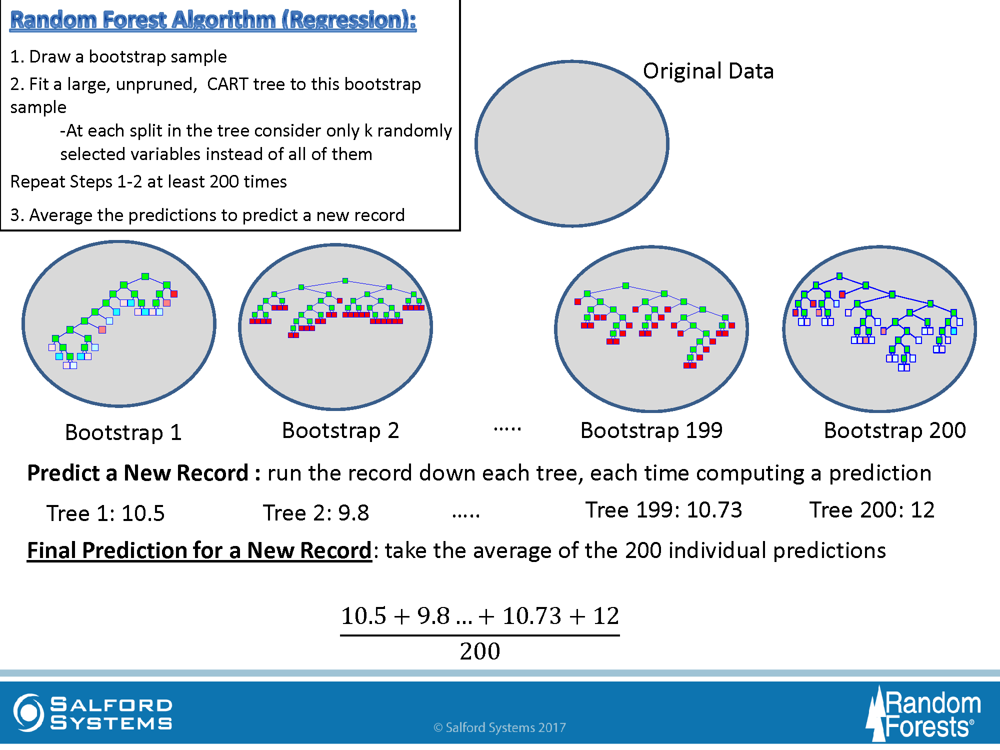 Random Forest Algorithm (Regression):
1. Draw a bootstrap sample
2. Fit a large, unpruned, CART tree to this bootstrap
sample
-At each split in the tree consider only k randomly
selected variables instead of all of them
Repeat Steps 1-2 at least 200 times
3. Average the predictions to predict a new record
Original Data
Bootstrap 1
Bootstrap 2
.....
Bootstrap 199
Bootstrap 200
Predict a New Record : run the record down each tree, each time computing a prediction
Tree 1: 10.5
Tree 2: 9.8
.....
Tree 199: 10.73
Tree 200: 12
Final Prediction for a New Record: take the average of the 200 individual predictions
10.5 + 9.8 ... + 10.73 + 12
200
SALFORD
SYSTEMS
© Salford Systems 2017
Random
Forests®